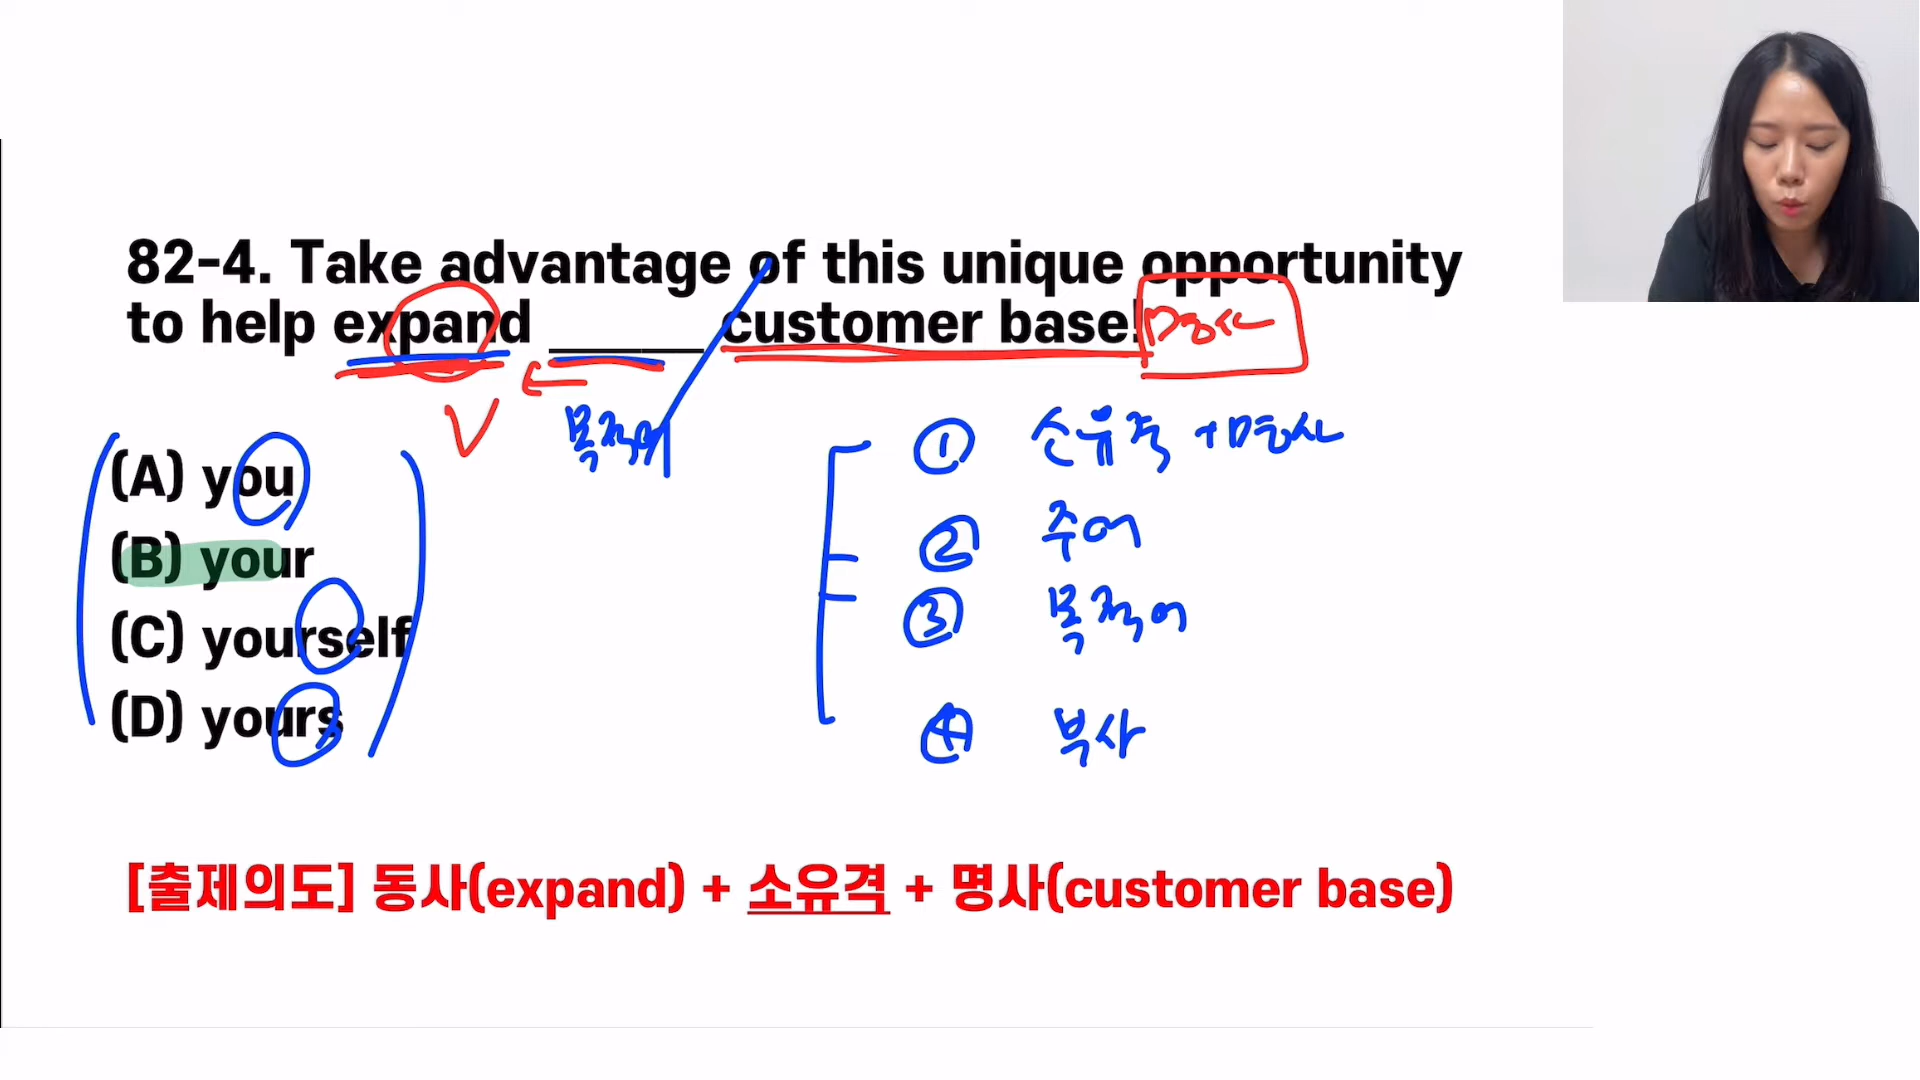 82-4. Take advantage of this unique opportunity
to help expand ______ customer base!
명사
V
목적어
(A) you
(B) your
(C) yourself
(D) yours
① 소유격 + 명사
② 주어
③ 목적어
④ 부사
[출제의도] 동사(expand) + 소유격 + 명사(customer base)